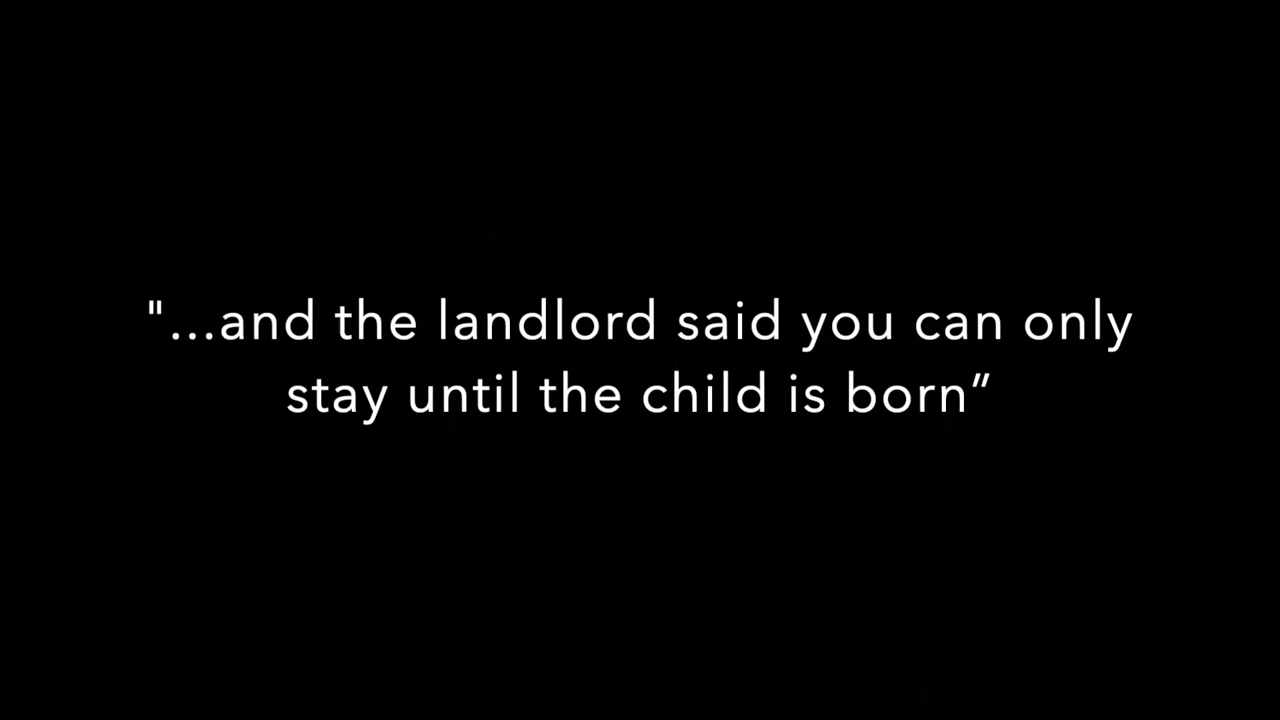 "...and the landlord said you can only
stay until the child is born”